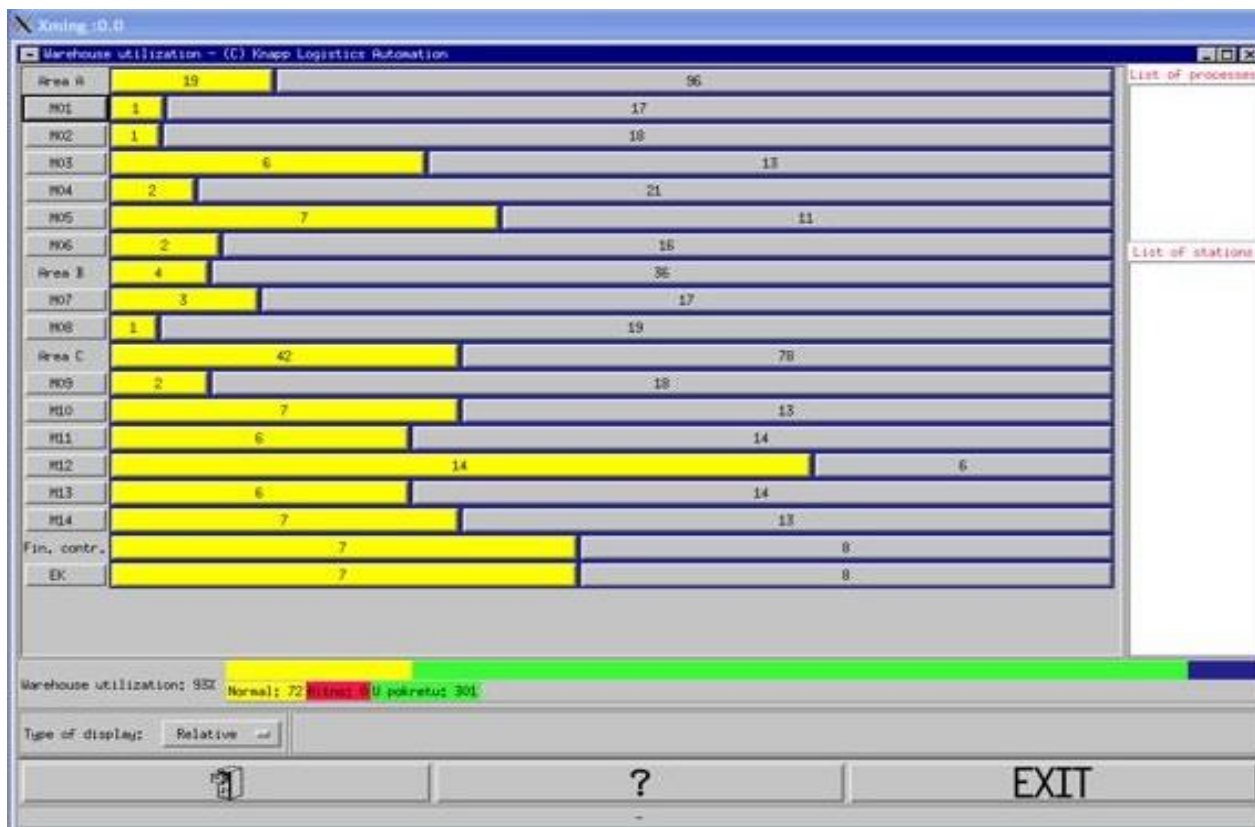 Xming :0.0
Warehouse utilization - (C) Knapp Logistics Automation
Area A 19 96
List of processes
M01 1 17
M02 1 18
M03 6 13
M04 2 21
M05 7 11
M06 2 16
List of stations
Area B 4 36
M07 3 17
M08 1 19
Area C 42 78
M09 2 18
M10 7 13
M11 6 14
M12 14 6
M13 6 14
M14 7 13
Fin. contr. 7 8
EK 7 8
Warehouse utilization: 93%
Normal: 72 Hitno: 0 U pokretu: 301
Type of display: Relative
? EXIT
-